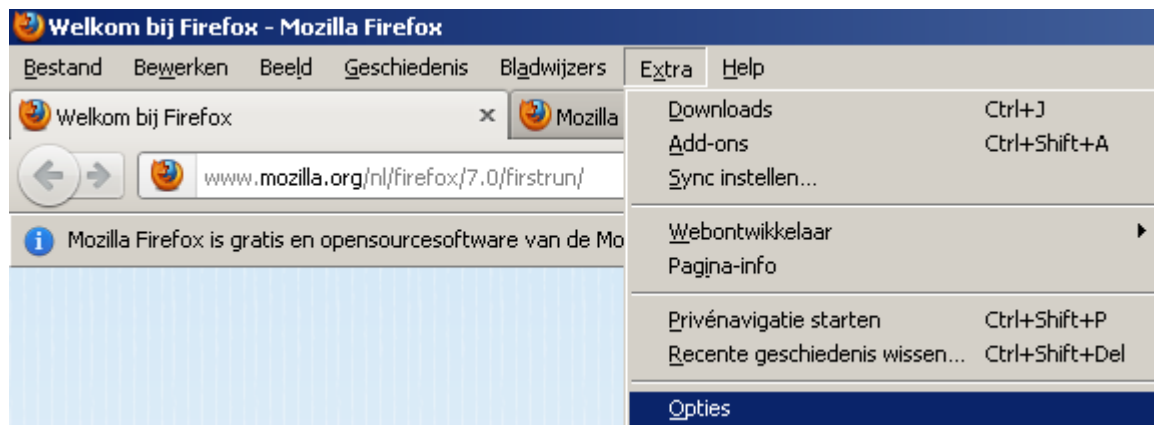 Welkom bij Firefox - Mozilla Firefox
Bestand Bewerken Beeld Geschiedenis Bladwijzers Extra Help
Welkom bij Firefox × Mozilla
www.mozilla.org/nl/firefox/7.0/firstrun/
Mozilla Firefox is gratis en opensourcesoftware van de Mo
Downloads Ctrl+J
Add-ons Ctrl+Shift+A
Sync instellen...
Webontwikkelaar
Pagina-info
Privénavigatie starten Ctrl+Shift+P
Recente geschiedenis wissen... Ctrl+Shift+Del
Opties